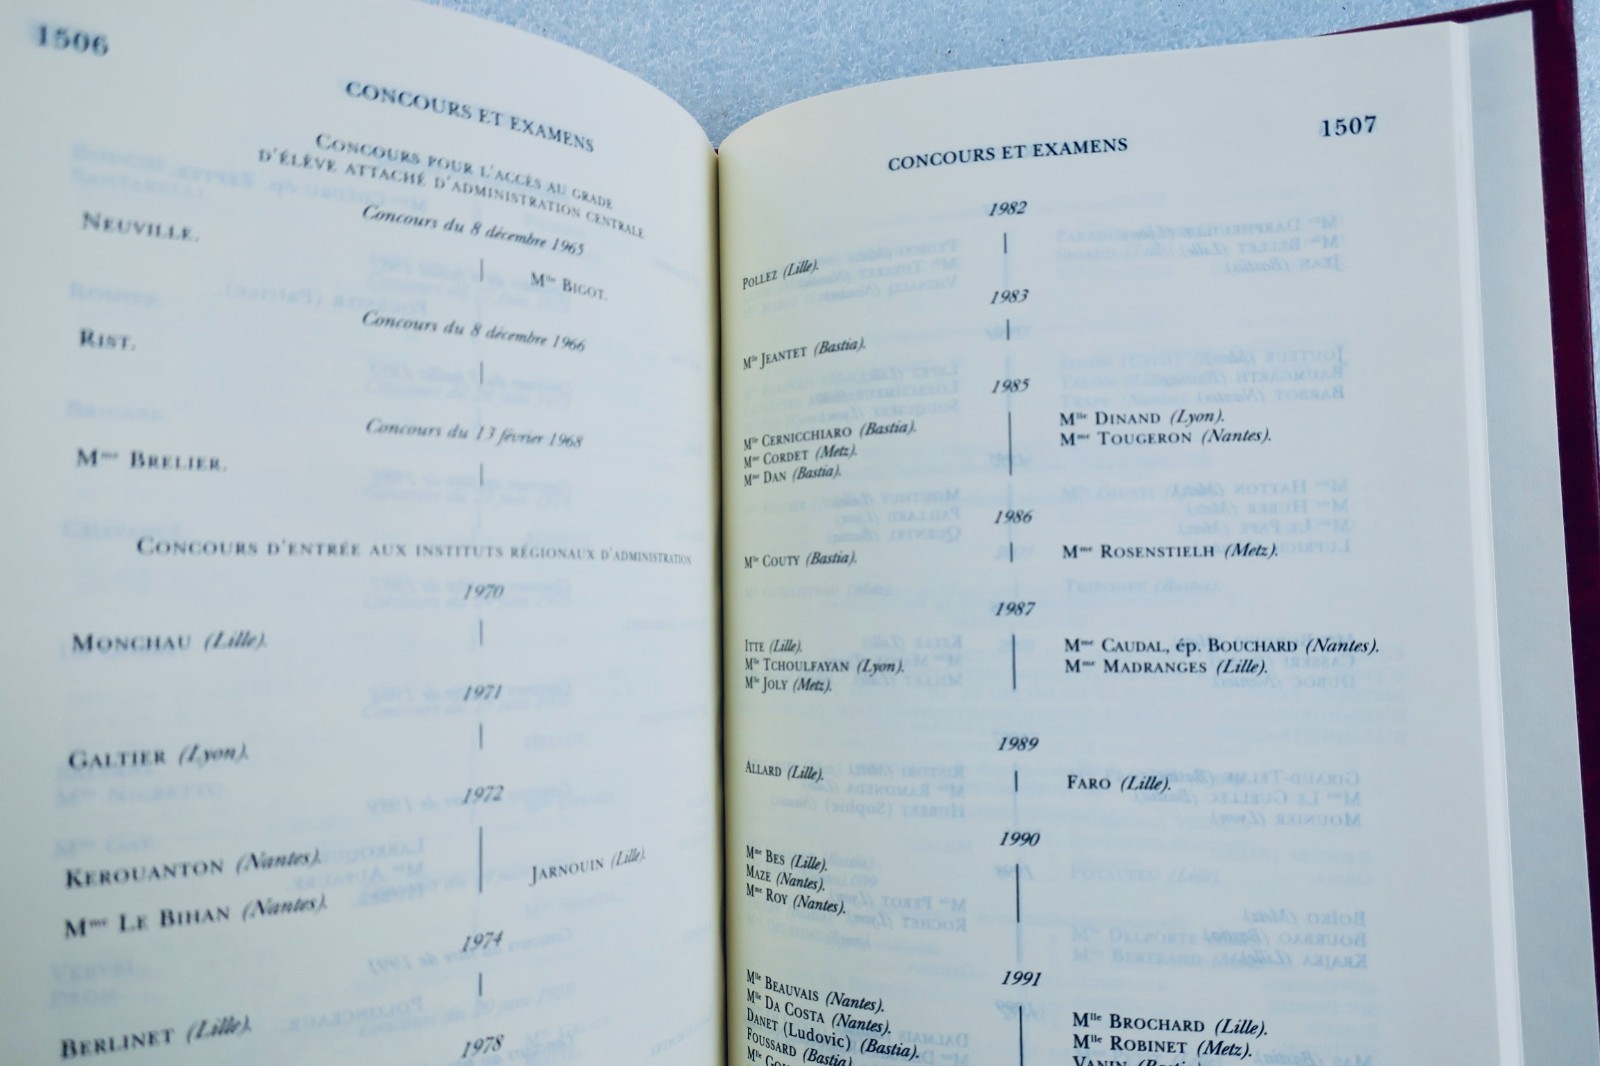 1506
CONCOURS ET EXAMENS
CONCOURS POUR L'ACCÈS AU GRADE
D'ÉLÈVE ATTACHÉ D'ADMINISTRATION CENTRALE
Concours du 8 décembre 1965
NEUVILLE.
Mlle BIGOT.
Concours du 8 décembre 1966
RIST.
Concours du 13 février 1968
Mme BRELIER.
CONCOURS D'ENTRÉE AUX INSTITUTS RÉGIONAUX D'ADMINISTRATION
1970
MONCHAU (Lille).
1971
GALTIER (Lyon).
1972
KEROUANTON (Nantes).
JARNOUIN (Lille).
Mme LE BIHAN (Nantes).
1974
BERLINET (Lille).
1978
1507
CONCOURS ET EXAMENS
1982
POLLEZ (Lille).
1983
Mlle JEANTET (Bastia).
1985
Mlle CERNICCHIARO (Bastia).
Mme CORDET (Metz).
Mme DAN (Bastia).
Mlle DINAND (Lyon).
Mme TOUGERON (Nantes).
1986
Mlle COUTY (Bastia).
Mme ROSENSTIELH (Metz).
1987
ITTE (Lille).
Mlle TCHOULFAYAN (Lyon).
Mlle JOLY (Metz).
Mme CAUDAL, ép. BOUCHARD (Nantes).
Mme MADRANGES (Lille).
1989
ALLARD (Lille).
FARO (Lille).
1990
Mme BES (Lille).
MAZE (Nantes).
Mme ROY (Nantes).
1991
Mlle BEAUVAIS (Nantes).
Mlle DA COSTA (Nantes).
DANET (Ludovic) (Bastia).
FOUSSARD (Bastia).
Mlle BROCHARD (Lille).
Mlle ROBINET (Metz).
VANIN (Bastia).